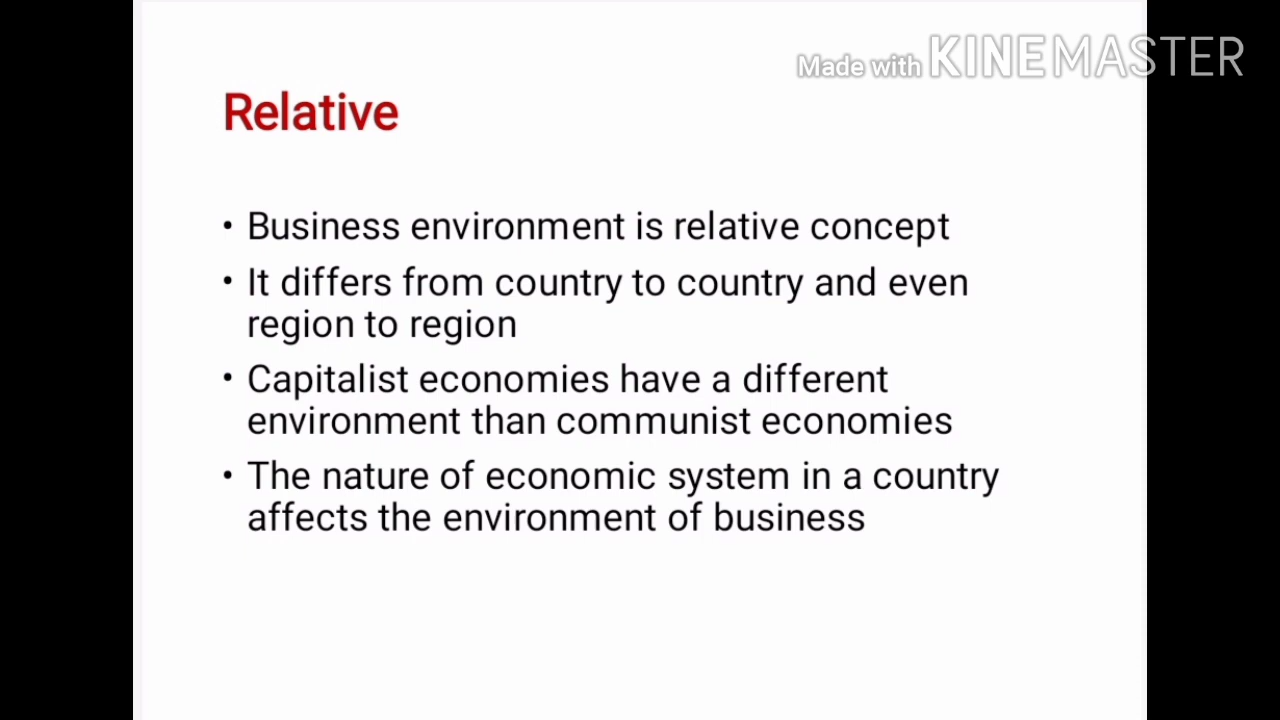 Made with KINEMASTER
Relative
• Business environment is relative concept
• It differs from country to country and even
region to region
• Capitalist economies have a different
environment than communist economies
• The nature of economic system in a country
affects the environment of business